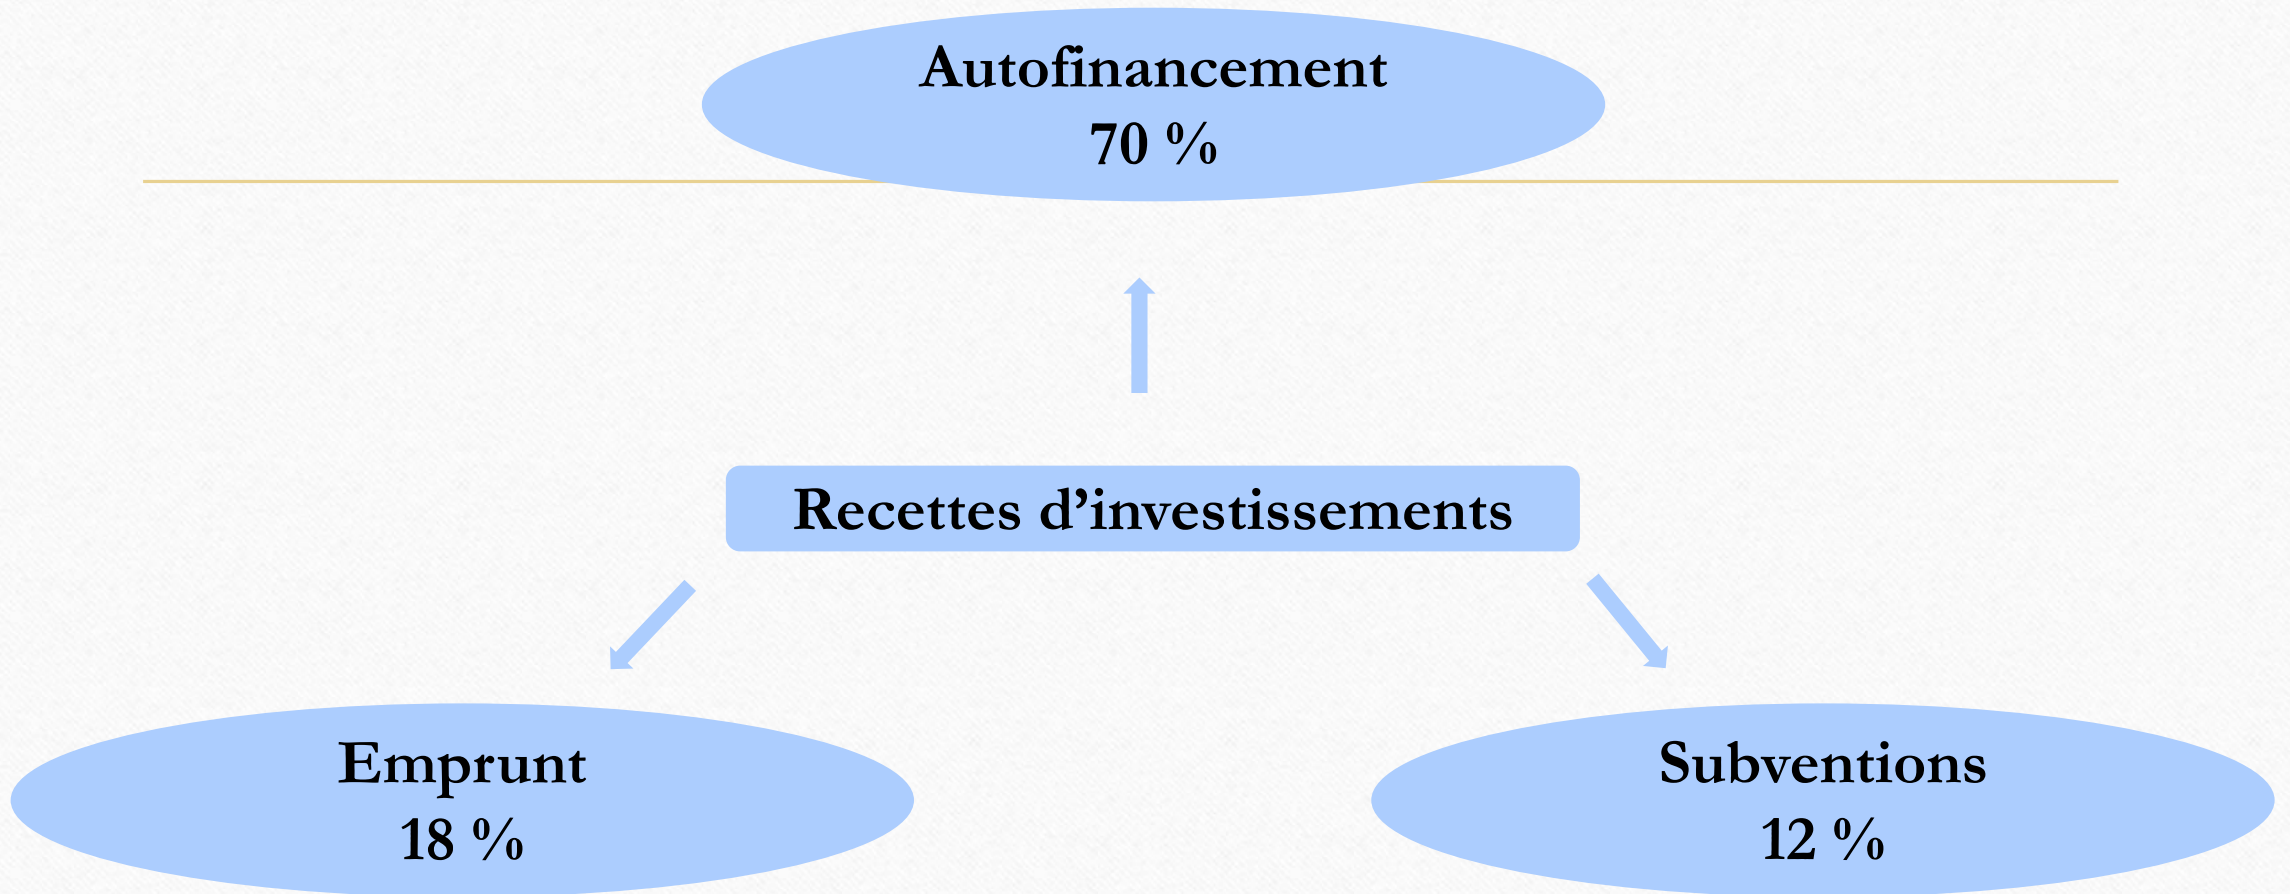 Autofinancement
70 %
Recettes d’investissements
Emprunt
18 %
Subventions
12 %